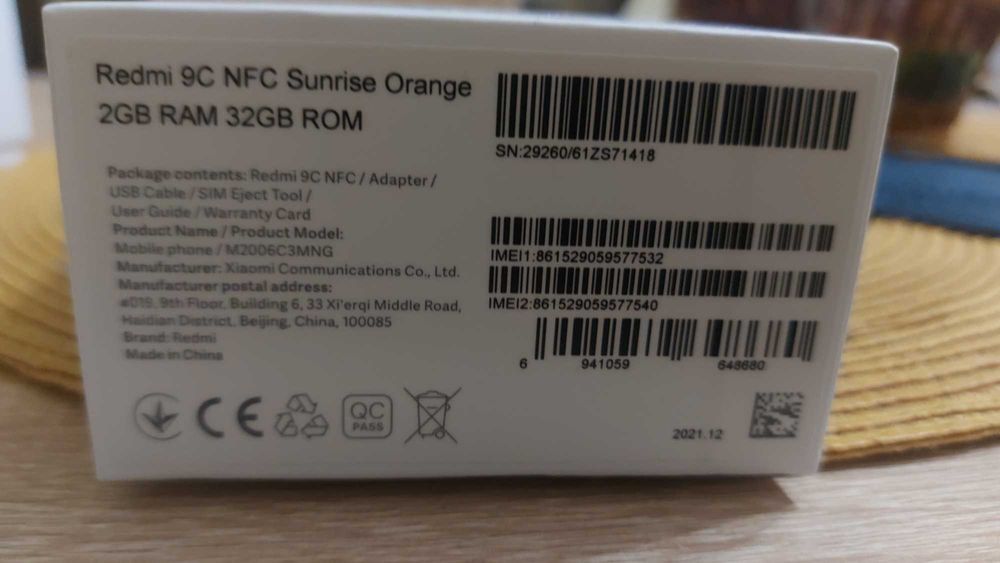 Redmi 9C NFC Sunrise Orange
2GB RAM 32GB ROM
Package contents: Redmi 9C NFC / Adapter /
USB Cable / SIM Eject Tool /
User Guide / Warranty Card
Product Name / Product Model:
Mobile phone / M2006C3MNG
Manufacturer: Xiaomi Communications Co., Ltd.
Manufacturer postal address:
#019, 9th Floor, Building 6, 33 Xi'erqi Middle Road,
Haidian District, Beijing, China, 100085
Brand: Redmi
Made in China
SN:29260/61ZS71418
IMEI1:861529059577532
IMEI2:861529059577540
6 941059 648680
CE
QC
PASS
2021.12